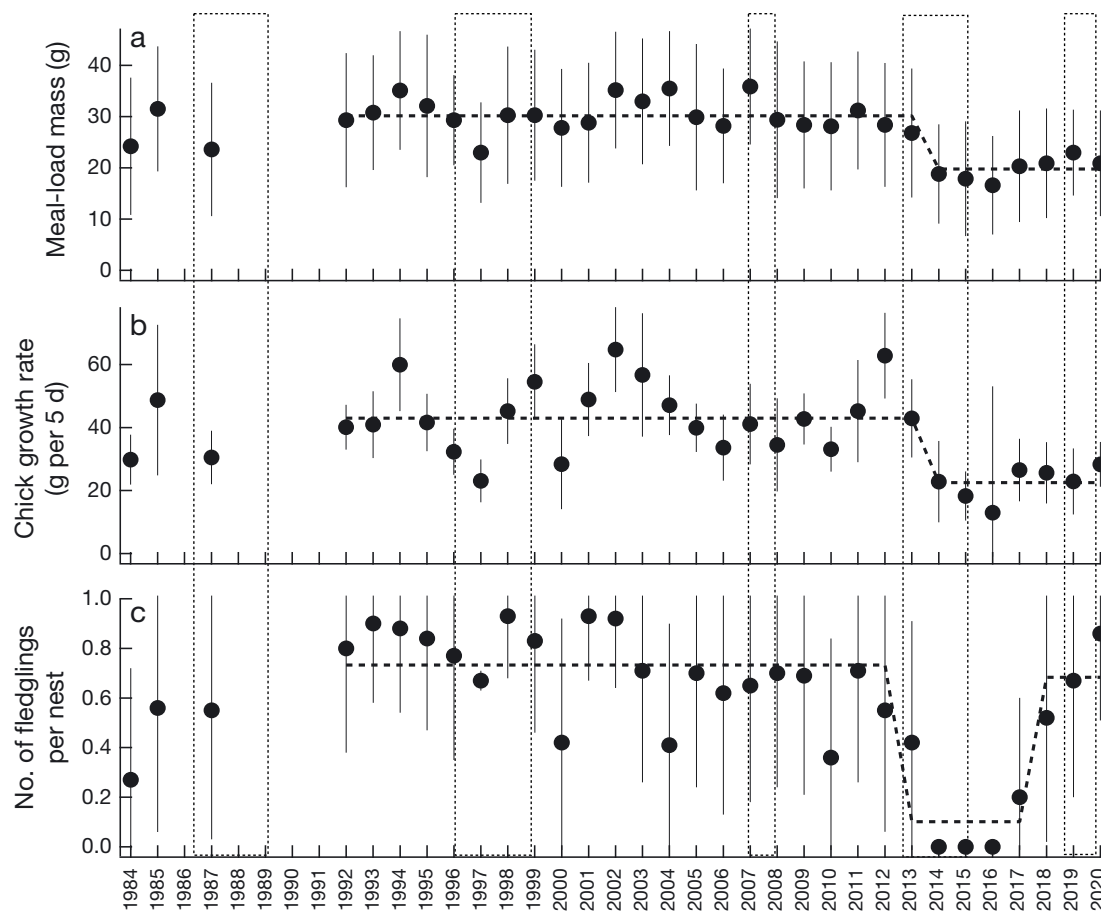 a
Meal-load mass (g)
40
30
20
10
0
b
Chick growth rate
(g per 5 d)
60
40
20
0
c
No. of fledglings
per nest
1.0
0.8
0.6
0.4
0.2
0.0
1984 1985 1986 1987 1988 1989 1990 1991 1992 1993 1994 1995 1996 1997 1998 1999 2000 2001 2002 2003 2004 2005 2006 2007 2008 2009 2010 2011 2012 2013 2014 2015 2016 2017 2018 2019 2020